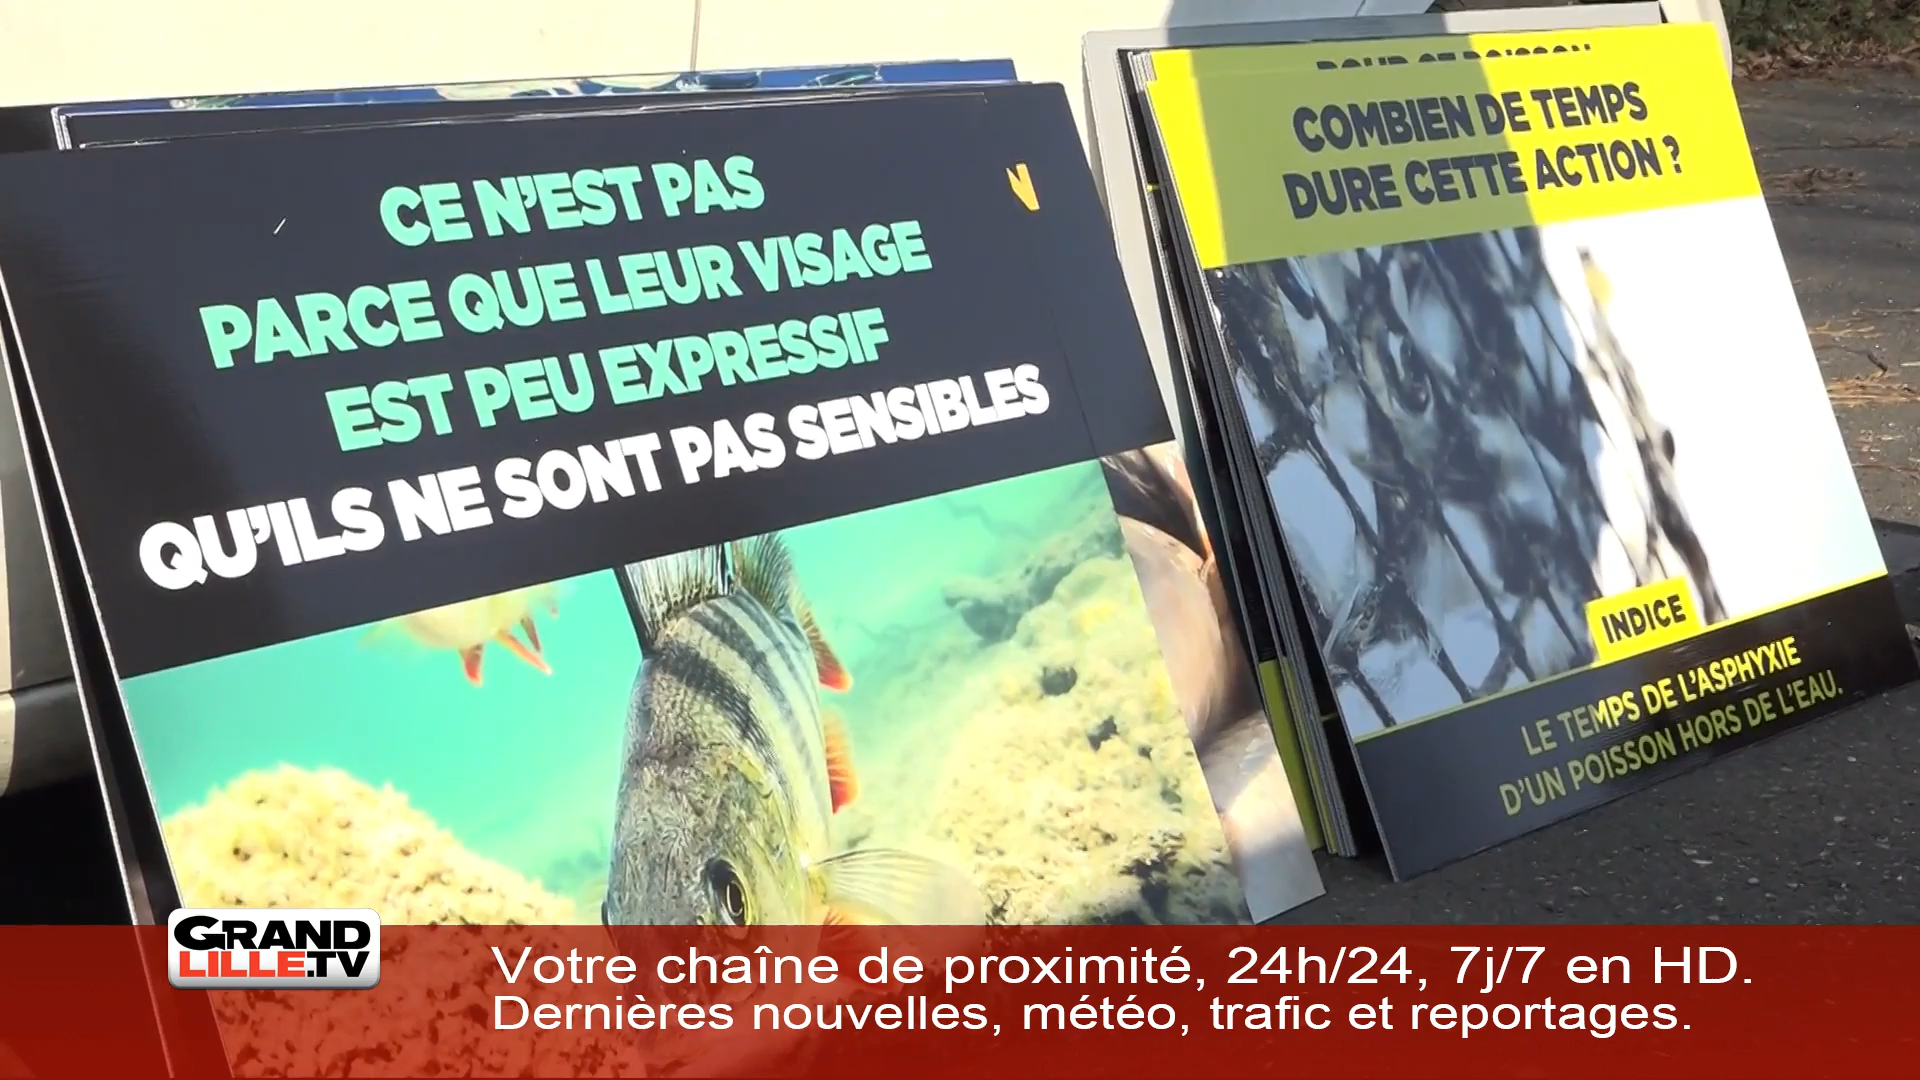 CE N'EST PAS
PARCE QUE LEUR VISAGE
EST PEU EXPRESSIF
QU'ILS NE SONT PAS SENSIBLES
COMBIEN DE TEMPS
DURE CETTE ACTION ?
INDICE
LE TEMPS DE L'ASPHYXIE
D'UN POISSON HORS DE L'EAU.
GRAND
LILLE.TV
Votre chaîne de proximité, 24h/24, 7j/7 en HD.
Dernières nouvelles, météo, trafic et reportages.